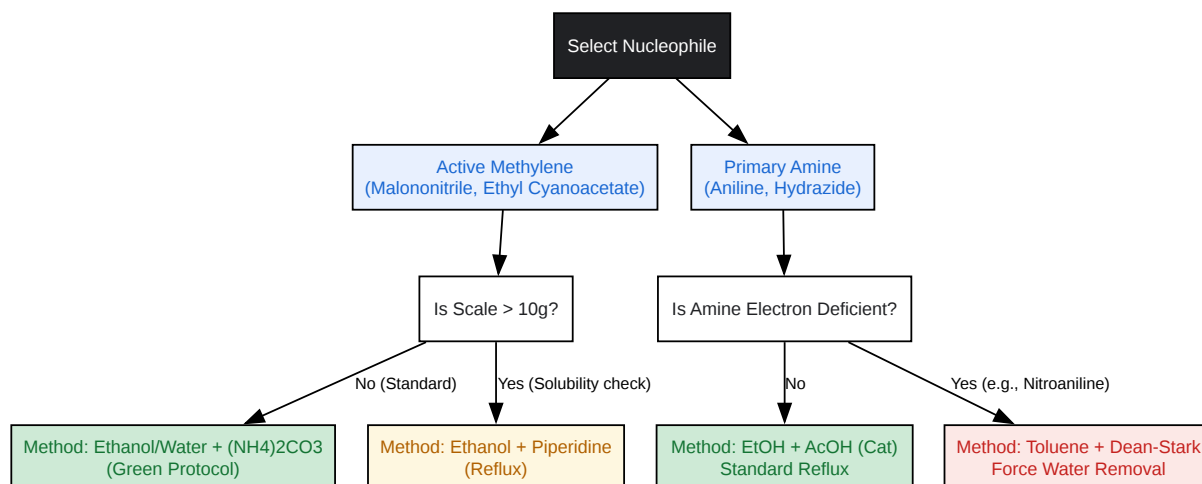 Select Nucleophile
Active Methylene
(Malononitrile, Ethyl Cyanoacetate)
Primary Amine
(Aniline, Hydrazide)
Is Scale > 10g?
Is Amine Electron Deficient?
No (Standard)
Yes (Solubility check)
No
Yes (e.g., Nitroaniline)
Method: Ethanol/Water + (NH4)2CO3
(Green Protocol)
Method: Ethanol + Piperidine
(Reflux)
Method: EtOH + AcOH (Cat)
Standard Reflux
Method: Toluene + Dean-Stark
Force Water Removal